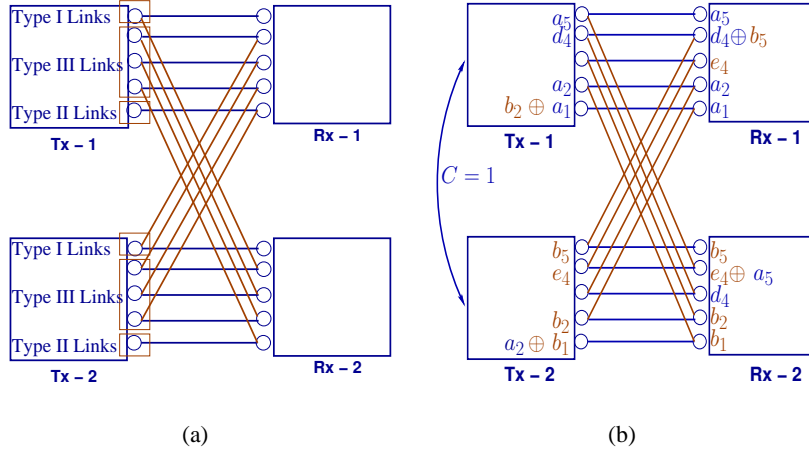 Type I Links
Type III Links
Type II Links
Tx - 1
Rx - 1
Type I Links
Type III Links
Type II Links
Tx - 2
Rx - 2
(a)
a₅
d₄
a₂
b₂ ⊕ a₁
Tx - 1
a₅
d₄⊕b₅
e₄
a₂
a₁
Rx - 1
C = 1
b₅
e₄
b₂
a₂ ⊕ b₁
Tx - 2
b₅
e₄⊕ a₅
d₄
b₂
b₁
Rx - 2
(b)